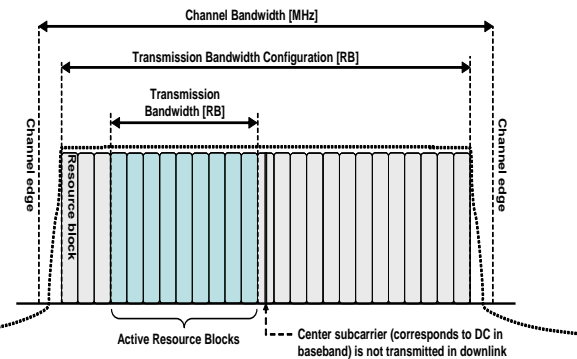 Channel Bandwidth [MHz]
Transmission Bandwidth Configuration [RB]
Transmission
Bandwidth [RB]
Channel edge
Resource block
Channel edge
Active Resource Blocks
Center subcarrier (corresponds to DC in
baseband) is not transmitted in downlink